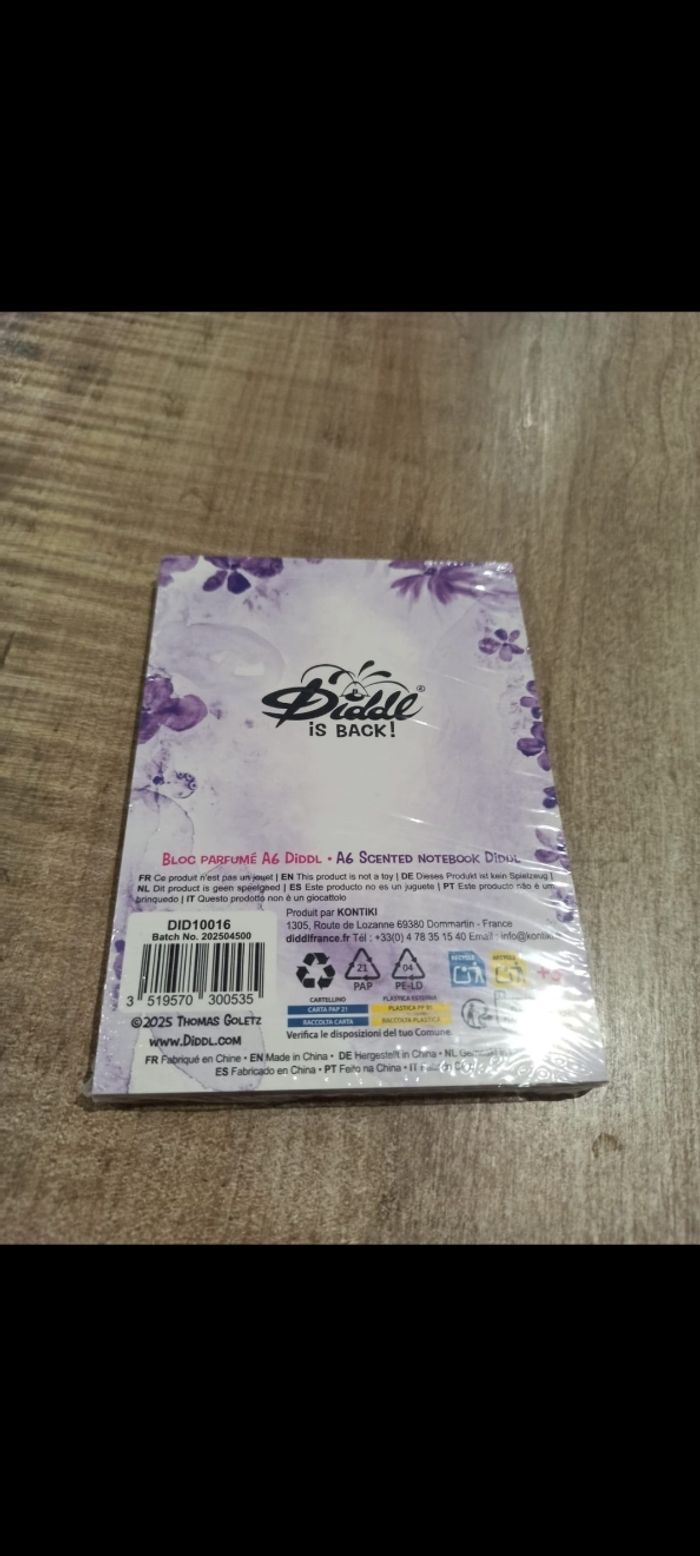 Diddl®
is BACK!
Bloc parfumé A6 Diddl • A6 Scented notebook Diddl
FR Ce produit n'est pas un jouet | EN This product is not a toy | DE Dieses Produkt ist kein Spielzeug |
NL Dit product is geen speelgoed | ES Este producto no es un juguete | PT Este producto não é um
brinquedo | IT Questo prodotto non è un giocattolo
DID10016
Batch No. 202504500
3 519570 300535
©2025 Thomas Goletz
www.Diddl.com
Produit par KONTIKI
1305, Route de Lozanne 69380 Dommartin - France
diddlfrance.fr Tél : +33(0) 4 78 35 15 40 Email : info@kontiki
21
PAP
04
PE-LD
RECYCLE
RECYCLE
+3
CARTELLINO
CARTA PAP 21
RACCOLTA CARTA
PLASTICA ESTERNA
RACCOLTA PLASTICA
Verifica le disposizioni del tuo Comune.
FR Fabriqué en Chine • EN Made in China • DE Hergestellt in China • NL
ES Fabricado en China • PT Feito na China • IT